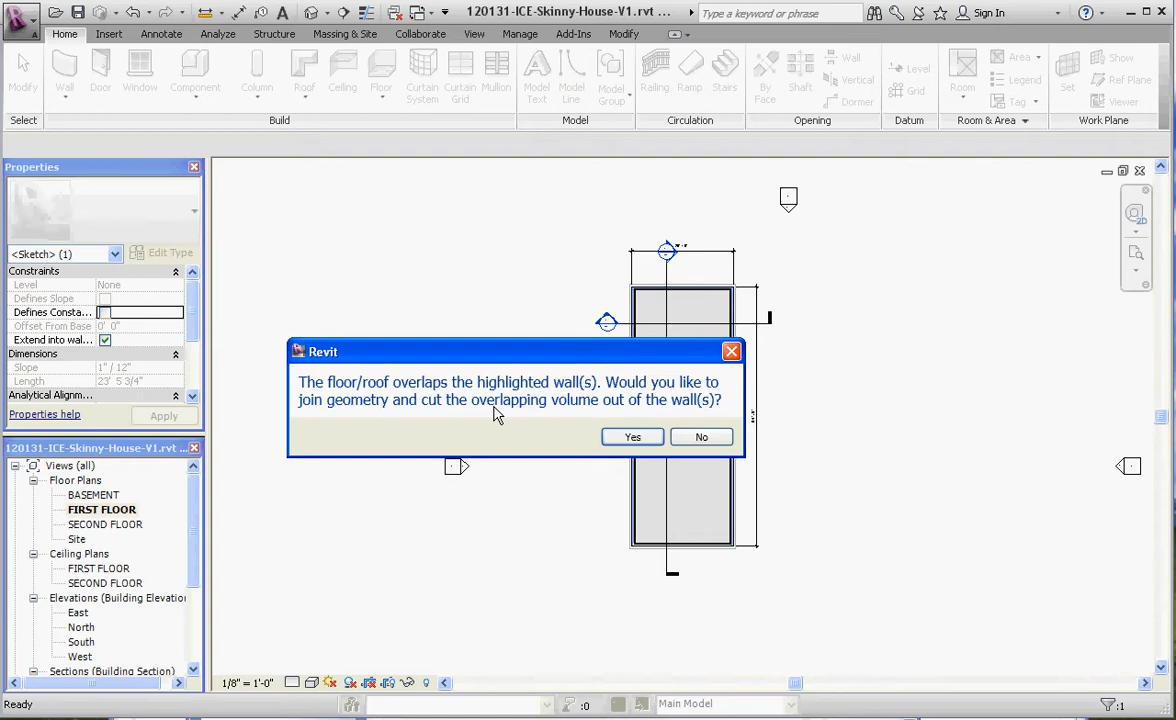 120131-ICE-Skinny-House-V1.rvt
Type a keyword or phrase
Sign In
Home Insert Annotate Analyze Structure Massing & Site Collaborate View Manage Add-Ins Modify
Modify
Wall
Door
Window
Component
Column
Roof
Ceiling
Floor
Curtain
System
Curtain
Grid
Mullion
Model
Text
Model
Line
Model
Group
Railing
Ramp
Stairs
By
Face
Shaft
Wall
Vertical
Dormer
Level
Grid
Room
Area
Legend
Tag
Set
Show
Ref Plane
Viewer
Select
Build
Model
Circulation
Opening
Datum
Room & Area
Work Plane
Properties
<Sketch> (1)
Edit Type
Constraints
Level None
Defines Slope
Defines Consta...
Offset From Base 0' 0"
Extend into wal...
Dimensions
Slope 1" / 12"
Length 23' 5 3/4"
Analytical Alignm...
Properties help
Apply
120131-ICE-Skinny-House-V1.rvt
Views (all)
Floor Plans
BASEMENT
FIRST FLOOR
SECOND FLOOR
Site
Ceiling Plans
FIRST FLOOR
SECOND FLOOR
Elevations (Building Elevation
East
North
South
West
Sections (Building Section)
Revit
The floor/roof overlaps the highlighted wall(s). Would you like to
join geometry and cut the overlapping volume out of the wall(s)?
Yes
No
2D
1/8" = 1'-0"
Ready
:0
Main Model
:1